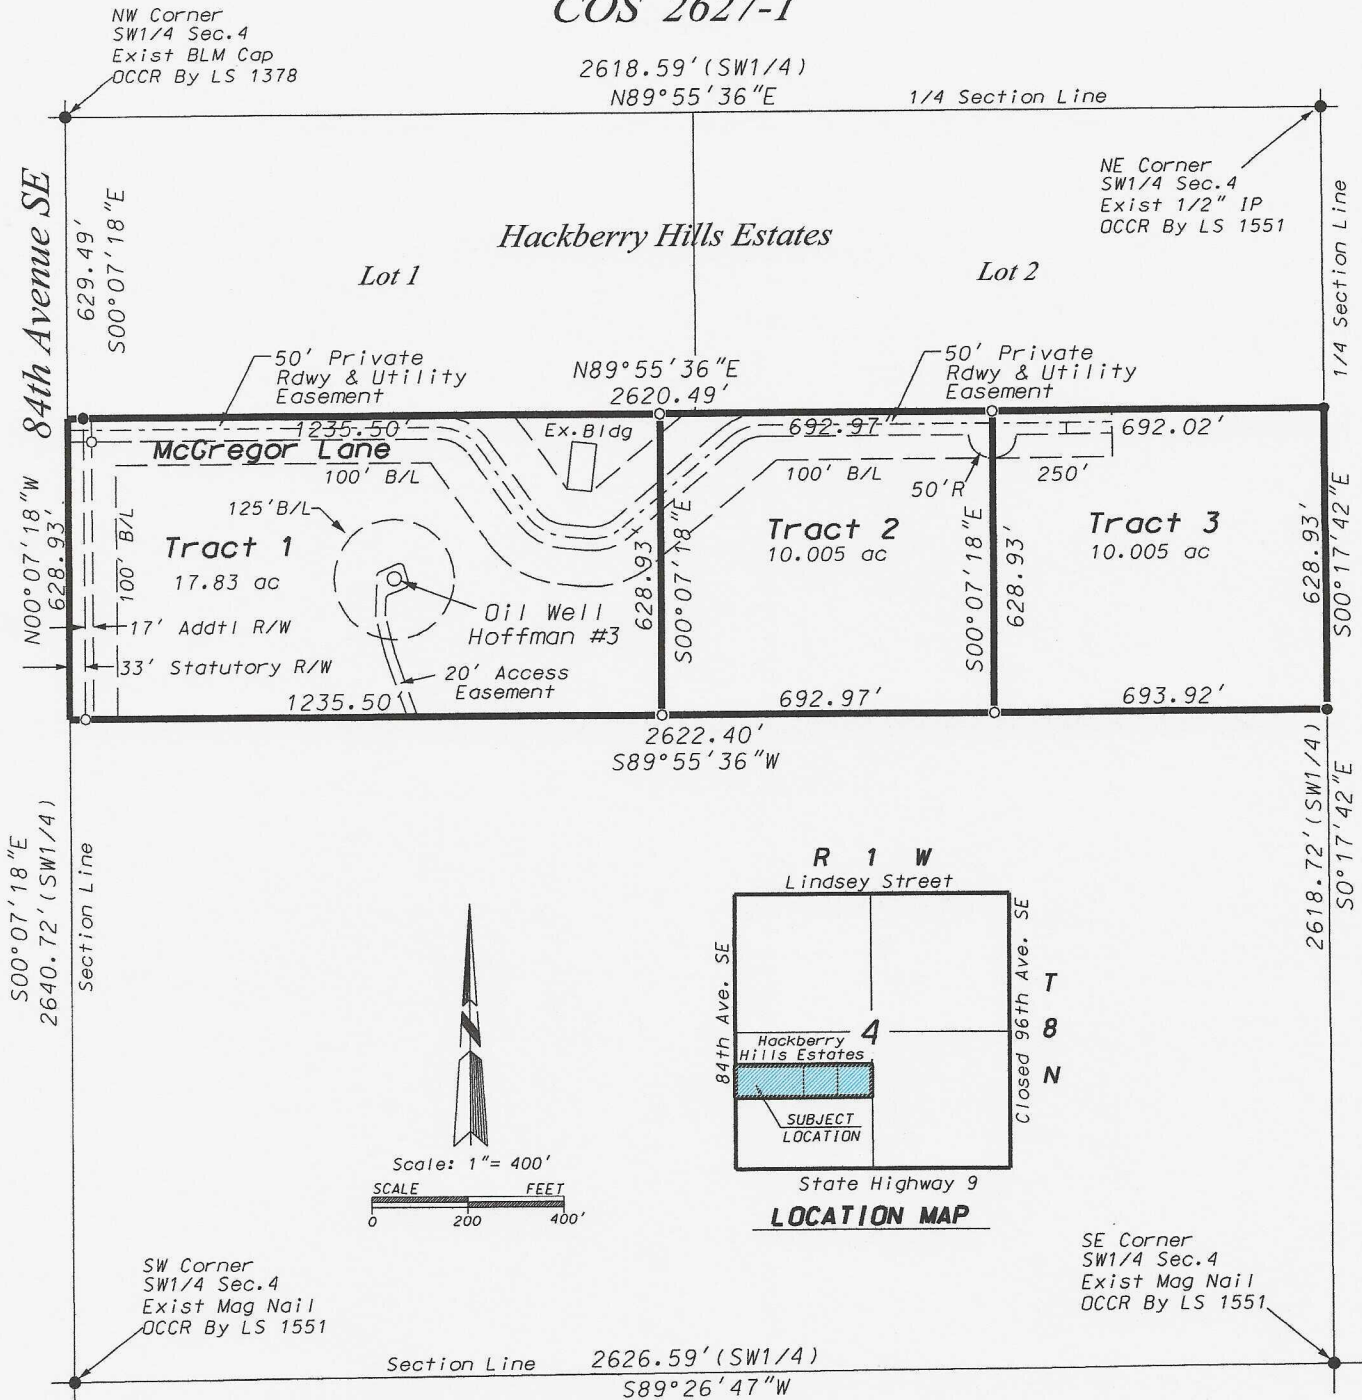 COS 2627-1
NW Corner
SW1/4 Sec.4
Exist BLM Cap
OCCR By LS 1378
2618.59'(SW1/4)
N89°55'36"E
1/4 Section Line
NE Corner
SW1/4 Sec.4
Exist 1/2" IP
OCCR By LS 1551
84th Avenue SE
629.49'
S00°07'18"E
Hackberry Hills Estates
Lot 1
Lot 2
1/4 Section Line
50' Private
Rdwy & Utility
Easement
N89°55'36"E
2620.49'
50' Private
Rdwy & Utility
Easement
1235.50'
Ex.Bldg
692.97'
692.02'
McGregor Lane
100' B/L
100' B/L
50'R
250'
N00°07'18"W
628.93'
100' B/L
125'B/L
Tract 1
17.83 ac
Oil Well
Hoffman #3
628.93'
S00°07'18"E
Tract 2
10.005 ac
S00°07'18"E
628.93'
Tract 3
10.005 ac
628.93'
S00°17'42"E
17' Addtl R/W
33' Statutory R/W
20' Access
Easement
1235.50'
692.97'
693.92'
2622.40'
S89°55'36"W
S00°07'18"E
2640.72'(SW1/4)
Section Line
2618.72'(SW1/4)
S0°17'42"E
R 1 W
Lindsey Street
84th Ave. SE
Closed 96th Ave. SE
T
8
N
4
Hackberry
Hills Estates
SUBJECT
LOCATION
State Highway 9
LOCATION MAP
N
Scale: 1"= 400'
SCALE FEET
0 200 400'
SW Corner
SW1/4 Sec.4
Exist Mag Nail
OCCR By LS 1551
SE Corner
SW1/4 Sec.4
Exist Mag Nail
OCCR By LS 1551
Section Line
2626.59'(SW1/4)
S89°26'47"W